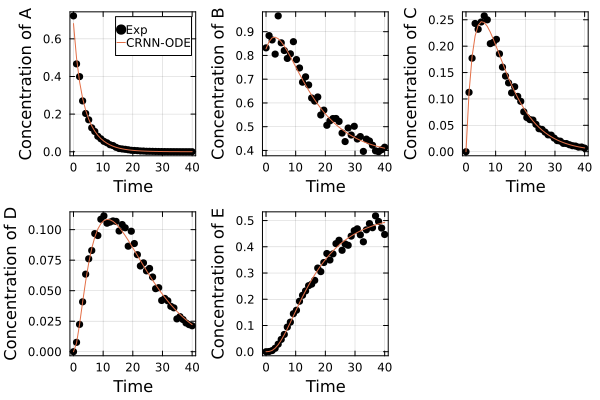 Concentration of A
0.6
0.4
0.2
0.0
Exp
CRNN-ODE
0 10 20 30 40
Time
Concentration of B
0.9
0.8
0.7
0.6
0.5
0.4
0 10 20 30 40
Time
Concentration of C
0.25
0.20
0.15
0.10
0.05
0.00
0 10 20 30 40
Time
Concentration of D
0.100
0.075
0.050
0.025
0.000
0 10 20 30 40
Time
Concentration of E
0.5
0.4
0.3
0.2
0.1
0.0
0 10 20 30 40
Time